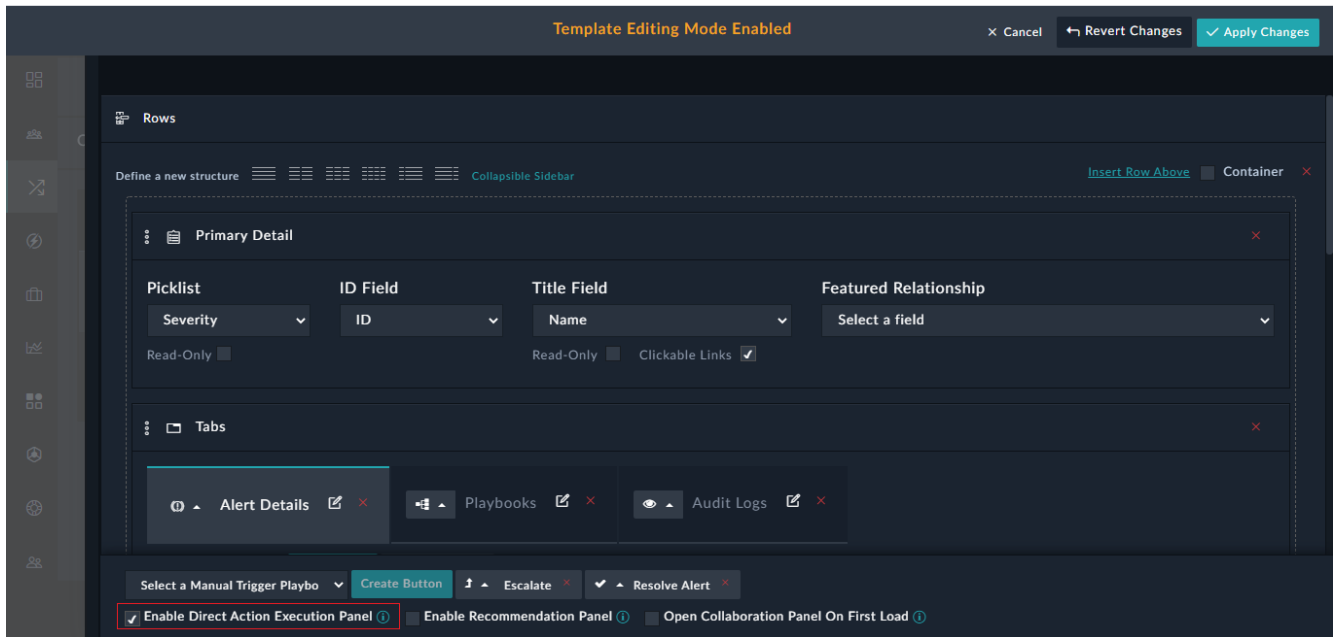 Template Editing Mode Enabled
× Cancel
Revert Changes
Apply Changes
Rows
Define a new structure
Collapsible Sidebar
Insert Row Above
Container
Primary Detail
Picklist
ID Field
Title Field
Featured Relationship
Severity
ID
Name
Select a field
Read-Only
Read-Only
Clickable Links
Tabs
Alert Details
Playbooks
Audit Logs
Select a Manual Trigger Playbo
Create Button
Escalate
Resolve Alert
Enable Direct Action Execution Panel
Enable Recommendation Panel
Open Collaboration Panel On First Load